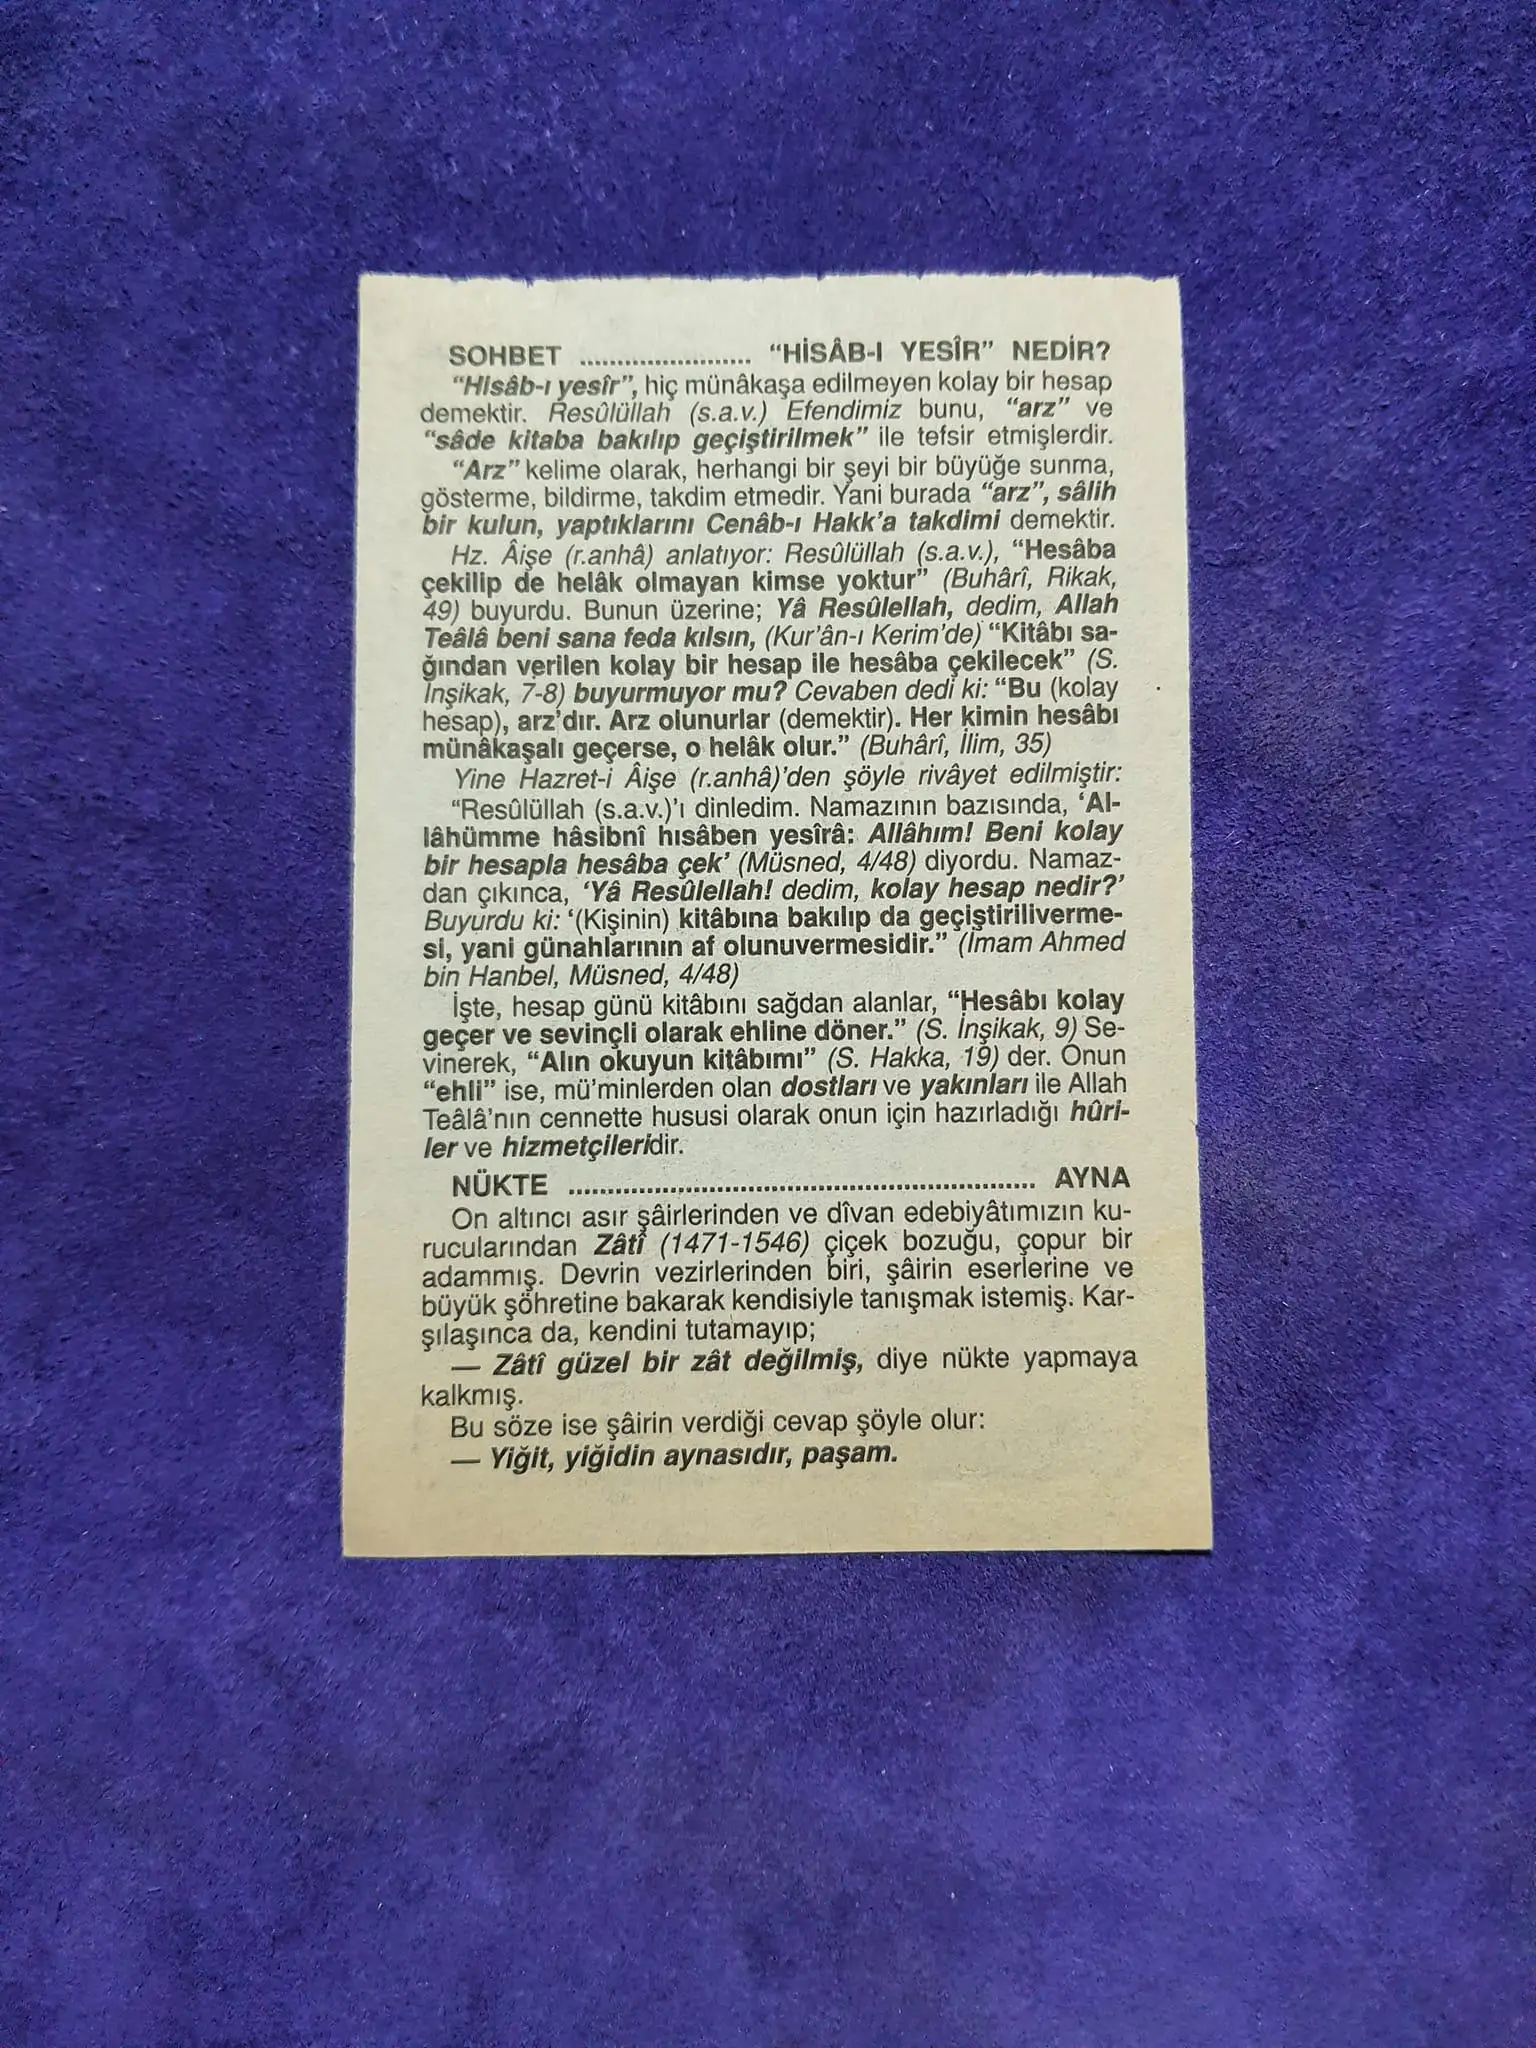 SOHBET ....................... “HİSÂB-I YESÎR” NEDİR?
“Hisâb-ı yesîr”, hiç münâkaşa edilmeyen kolay bir hesap
demektir. Resûlüllah (s.a.v.) Efendimiz bunu, “arz” ve
“sâde kitaba bakılıp geçiştirilmek” ile tefsir etmişlerdir.
“Arz” kelime olarak, herhangi bir şeyi bir büyüğe sunma,
gösterme, bildirme, takdim etmedir. Yani burada “arz”, sâlih
bir kulun, yaptıklarını Cenâb-ı Hakk’a takdimi demektir.
Hz. Âişe (r.anhâ) anlatıyor: Resûlüllah (s.a.v.), “Hesâba
çekilip de helâk olmayan kimse yoktur” (Buhârî, Rikak,
49) buyurdu. Bunun üzerine; Yâ Resûlellah, dedim, Allah
Teâlâ beni sana feda kılsın, (Kur’ân-ı Kerim’de) “Kitâbı sa-
ğından verilen kolay bir hesap ile hesâba çekilecek” (S.
İnşikak, 7-8) buyurmuyor mu? Cevaben dedi ki: “Bu (kolay
hesap), arz’dır. Arz olunurlar (demektir). Her kimin hesâbı
münâkaşalı geçerse, o helâk olur.” (Buhârî, İlim, 35)
Yine Hazret-i Âişe (r.anhâ)’den şöyle rivâyet edilmiştir:
“Resûlüllah (s.a.v.)’ı dinledim. Namazının bazısında, ‘Al-
lâhümme hâsibnî hısâben yesîrâ: Allâhım! Beni kolay
bir hesapla hesâba çek’ (Müsned, 4/48) diyordu. Namaz-
dan çıkınca, ‘Yâ Resûlellah! dedim, kolay hesap nedir?’
Buyurdu ki: ‘(Kişinin) kitâbına bakılıp da geçiştiriliverme-
si, yani günahlarının af olunuvermesidir.” (İmam Ahmed
bin Hanbel, Müsned, 4/48)
İşte, hesap günü kitâbını sağdan alanlar, “Hesâbı kolay
geçer ve sevinçli olarak ehline döner.” (S. İnşikak, 9) Se-
vinerek, “Alın okuyun kitâbımı” (S. Hakka, 19) der. Onun
“ehli” ise, mü’minlerden olan dostları ve yakınları ile Allah
Teâlâ’nın cennette hususi olarak onun için hazırladığı hûri-
ler ve hizmetçileridir.
NÜKTE ............................................................ AYNA
On altıncı asır şâirlerinden ve dîvan edebiyâtımızın ku-
rucularından Zâtî (1471-1546) çiçek bozuğu, çopur bir
adammış. Devrin vezirlerinden biri, şâirin eserlerine ve
büyük şöhretine bakarak kendisiyle tanışmak istemiş. Kar-
şılaşınca da, kendini tutamayıp;
— Zâtî güzel bir zât değilmiş, diye nükte yapmaya
kalkmış.
Bu söze ise şâirin verdiği cevap şöyle olur:
— Yiğit, yiğidin aynasıdır, paşam.